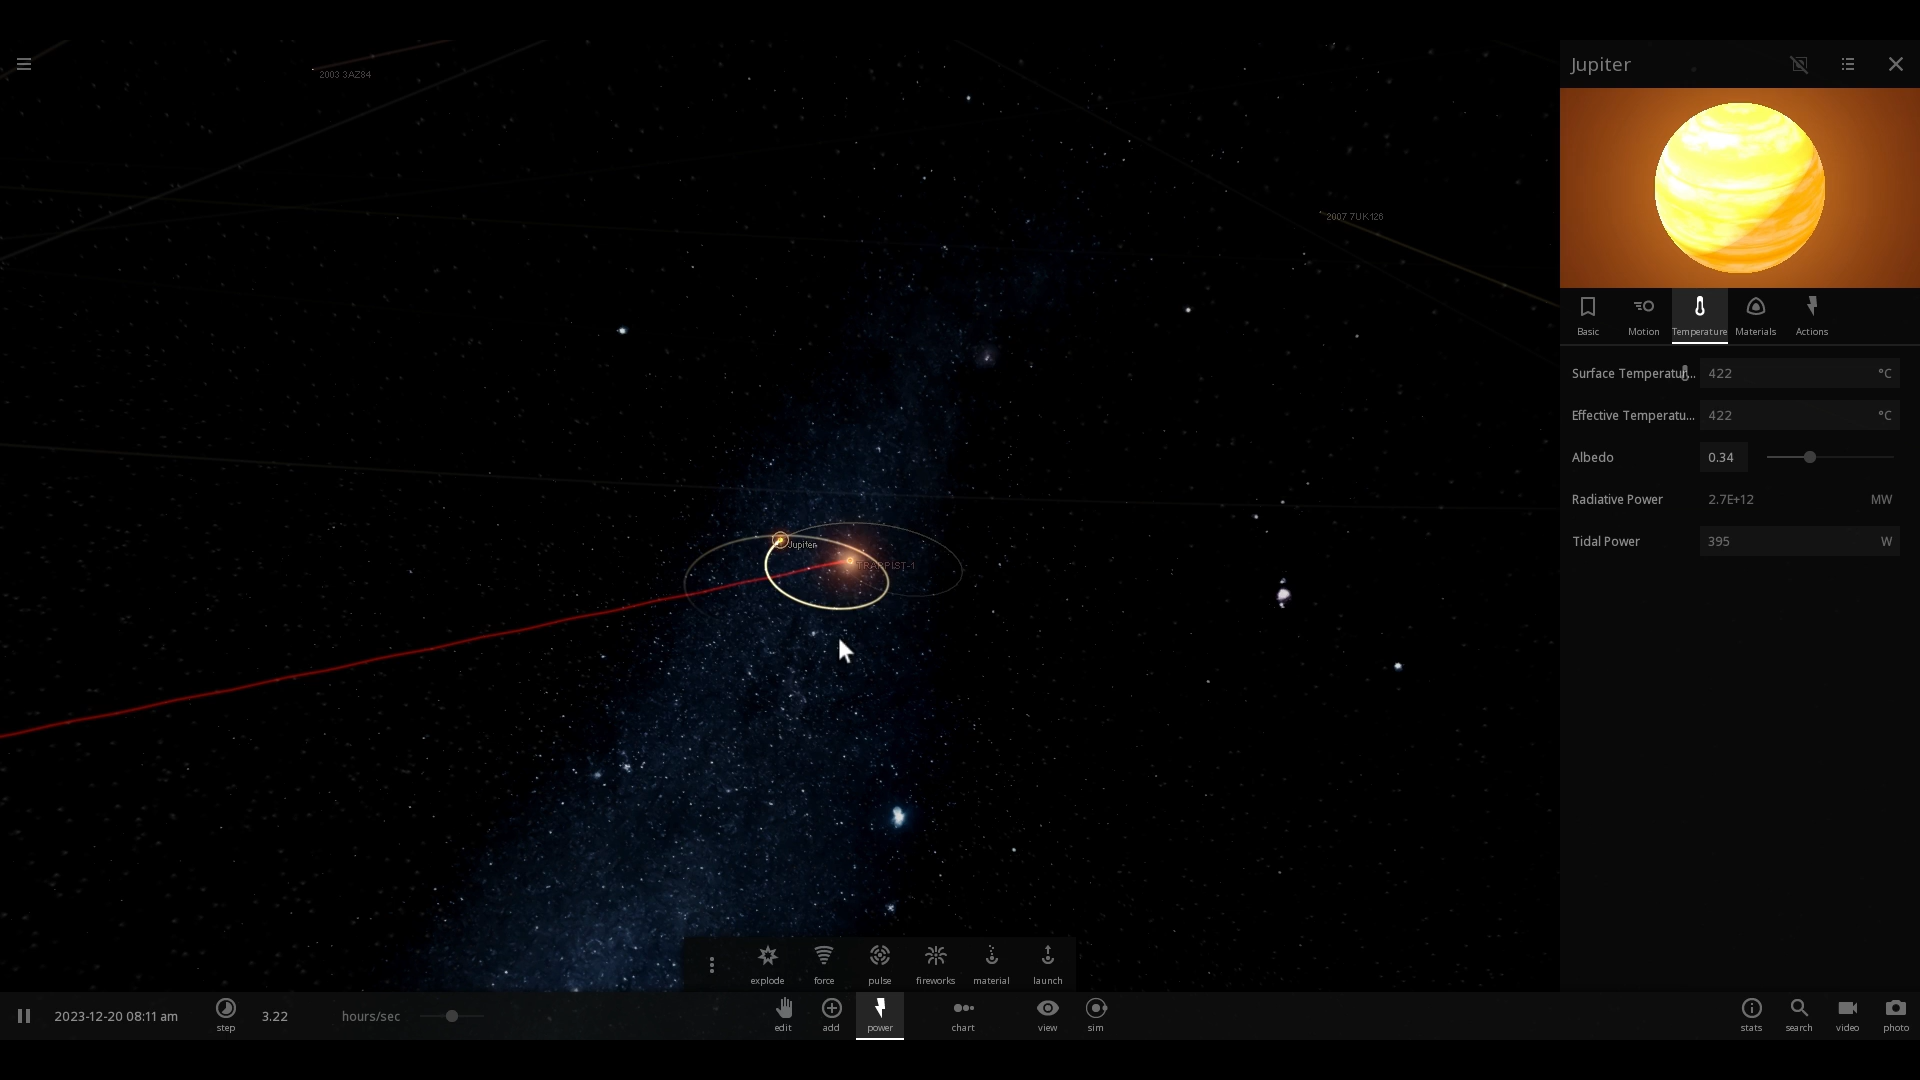 2003 3AZ84
Jupiter
2007 7UK126
Basic
Motion
Temperature
Materials
Actions
Surface Temperatur... 422 °C
Effective Temperatu... 422 °C
Albedo 0.34
Radiative Power 2.7E+12 MW
Tidal Power 395 W
Jupiter
TRAPPIST-1
explode
force
pulse
fireworks
material
launch
2023-12-20 08:11 am
step
3.22
hours/sec
edit
add
power
chart
view
sim
stats
search
video
photo